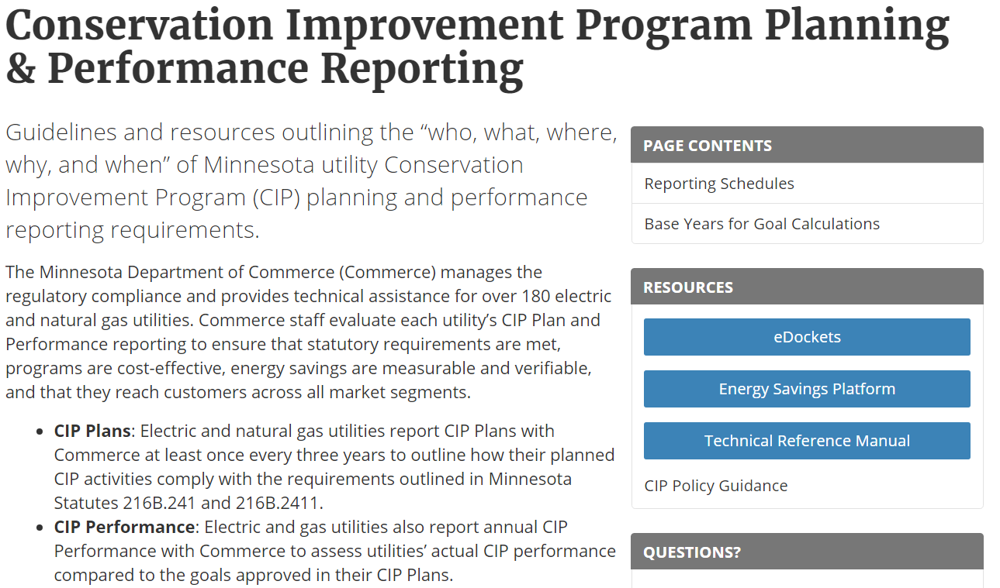 Conservation Improvement Program Planning
& Performance Reporting
Guidelines and resources outlining the “who, what, where,
why, and when” of Minnesota utility Conservation
Improvement Program (CIP) planning and performance
reporting requirements.
The Minnesota Department of Commerce (Commerce) manages the
regulatory compliance and provides technical assistance for over 180 electric
and natural gas utilities. Commerce staff evaluate each utility’s CIP Plan and
Performance reporting to ensure that statutory requirements are met,
programs are cost-effective, energy savings are measurable and verifiable,
and that they reach customers across all market segments.
• CIP Plans: Electric and natural gas utilities report CIP Plans with
Commerce at least once every three years to outline how their planned
CIP activities comply with the requirements outlined in Minnesota
Statutes 216B.241 and 216B.2411.
• CIP Performance: Electric and gas utilities also report annual CIP
Performance with Commerce to assess utilities’ actual CIP performance
compared to the goals approved in their CIP Plans.
PAGE CONTENTS
Reporting Schedules
Base Years for Goal Calculations
RESOURCES
eDockets
Energy Savings Platform
Technical Reference Manual
CIP Policy Guidance
QUESTIONS?